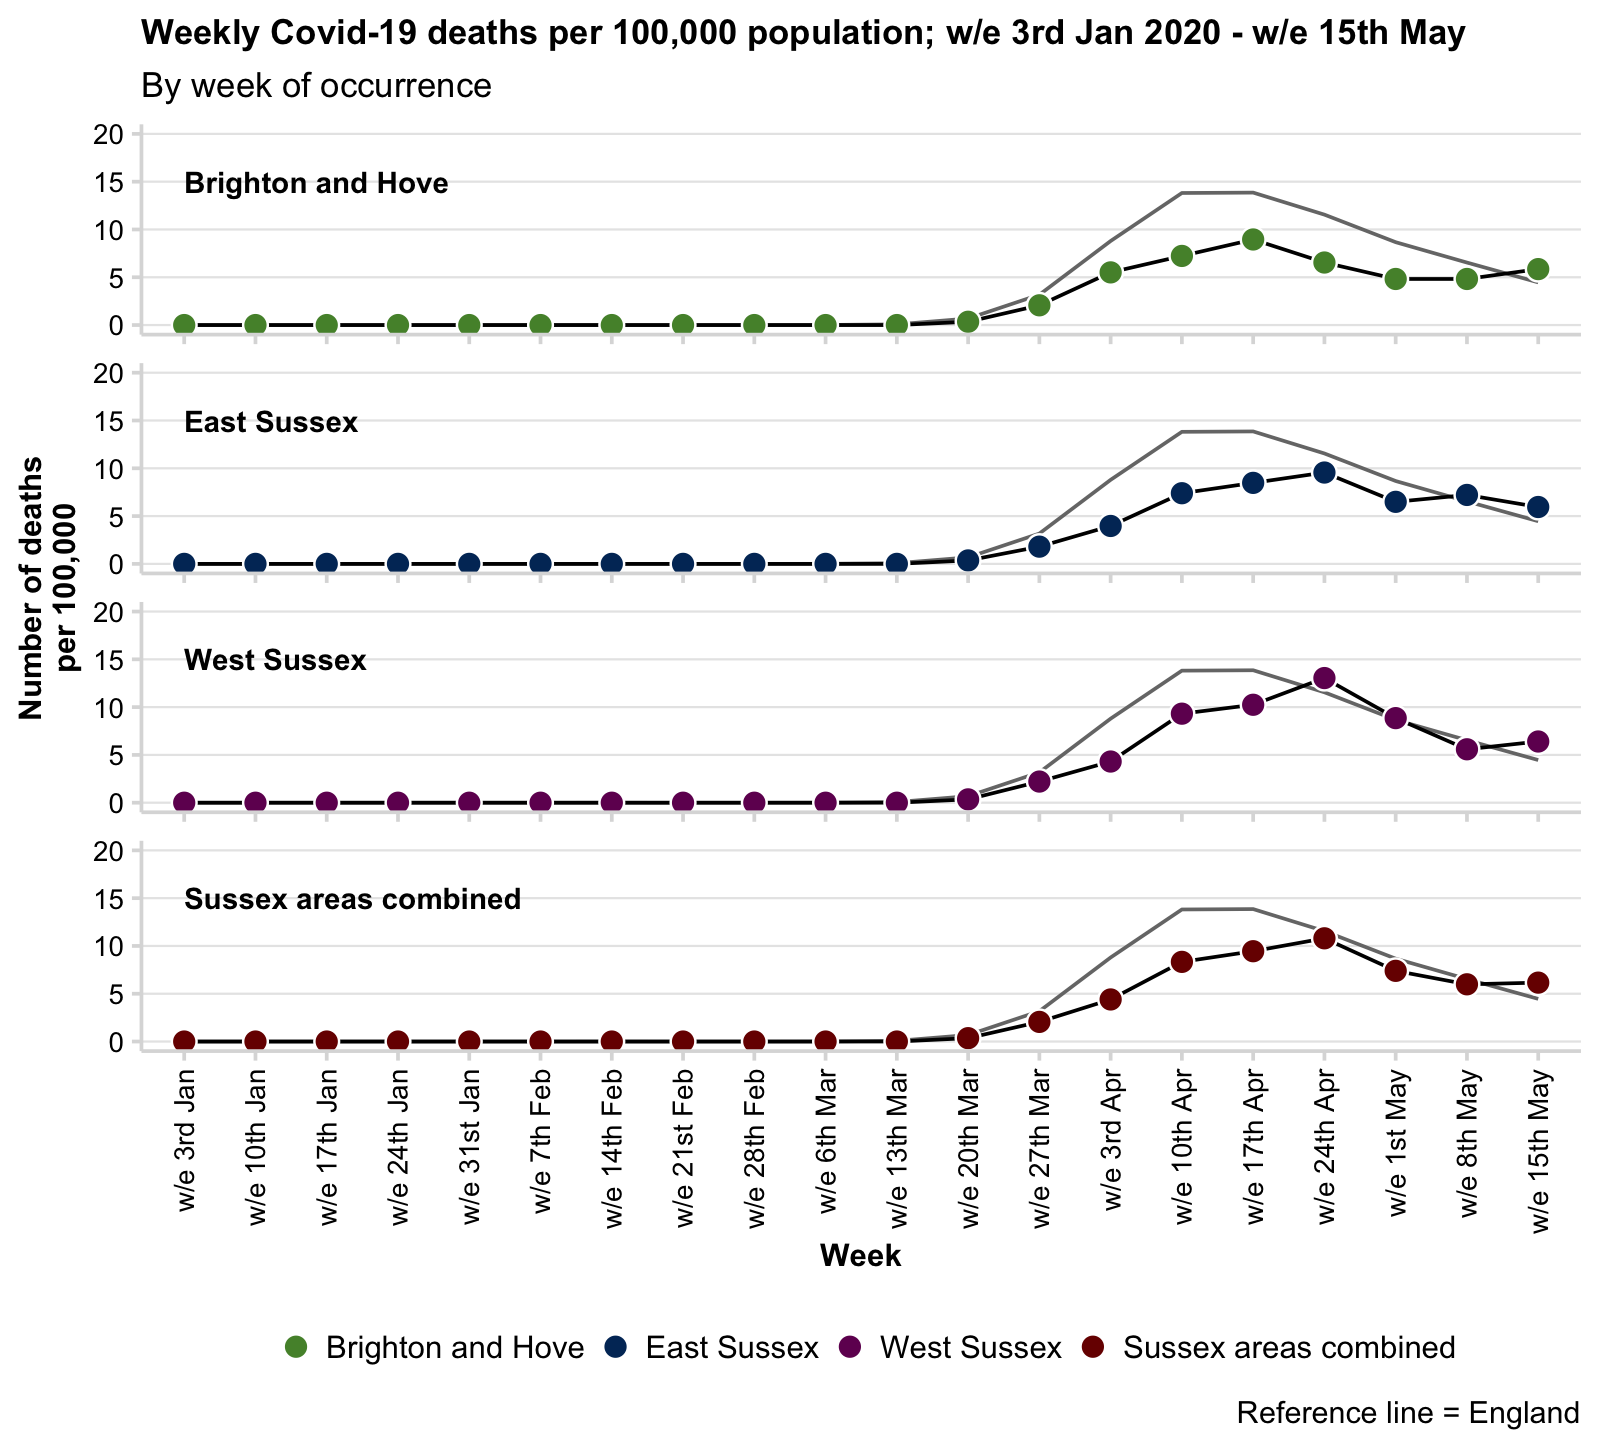 Weekly Covid-19 deaths per 100,000 population; w/e 3rd Jan 2020 - w/e 15th May
By week of occurrence
Number of deaths
per 100,000
20
15
10
5
0
Brighton and Hove
20
15
10
5
0
East Sussex
20
15
10
5
0
West Sussex
20
15
10
5
0
Sussex areas combined
w/e 3rd Jan
w/e 10th Jan
w/e 17th Jan
w/e 24th Jan
w/e 31st Jan
w/e 7th Feb
w/e 14th Feb
w/e 21st Feb
w/e 28th Feb
w/e 6th Mar
w/e 13th Mar
w/e 20th Mar
w/e 27th Mar
w/e 3rd Apr
w/e 10th Apr
w/e 17th Apr
w/e 24th Apr
w/e 1st May
w/e 8th May
w/e 15th May
Week
Brighton and Hove East Sussex West Sussex Sussex areas combined
Reference line = England